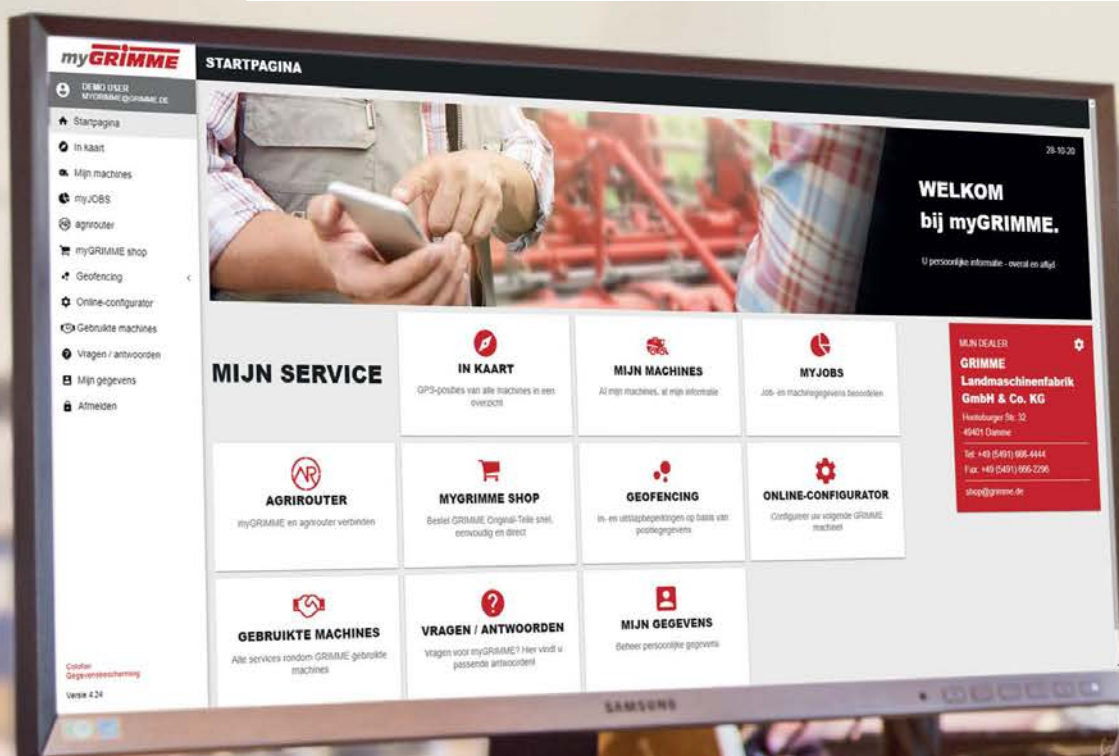 myGRIMME
STARTPAGINA
DEMO USER
MYGRIMME@GRIMME.DE
Startpagina
In kaart
Mijn machines
myJOBS
agrirouter
myGRIMME shop
Geofencing
Online-configurator
Gebruikte machines
Vragen / antwoorden
Mijn gegevens
Afmelden
Colofon
Gegevensbescherming
Versie 4.24
28-10-20
WELKOM
bij myGRIMME.
U persoonlijke informatie - overal en altijd
MIJN SERVICE
IN KAART
GPS-posities van alle machines in een
overzicht
MIJN MACHINES
Al mijn machines, al mijn informatie
MYJOBS
Job- en machinegegevens beoordelen
AR
AGRIROUTER
myGRIMME en agrirouter verbinden
MYGRIMME SHOP
Bestel GRIMME Original-Teile snel,
eenvoudig en direct
GEOFENCING
In- en uitstapbeperkingen op basis van
positiegegevens
ONLINE-CONFIGURATOR
Configureer uw volgende GRIMME
machine!
GEBRUIKTE MACHINES
Alle services rondom GRIMME gebruikte
machines
VRAGEN / ANTWOORDEN
Vragen voor myGRIMME? Hier vindt u
passende antwoorden!
MIJN GEGEVENS
Beheer persoonlijke gegevens
MIJN DEALER
GRIMME
Landmaschinenfabrik
GmbH & Co. KG
Hunteburger Str. 32
49401 Damme
Tel: +49 (5491) 666-4444
Fax: +49 (5491) 666-2296
shop@grimme.de
SAMSUNG